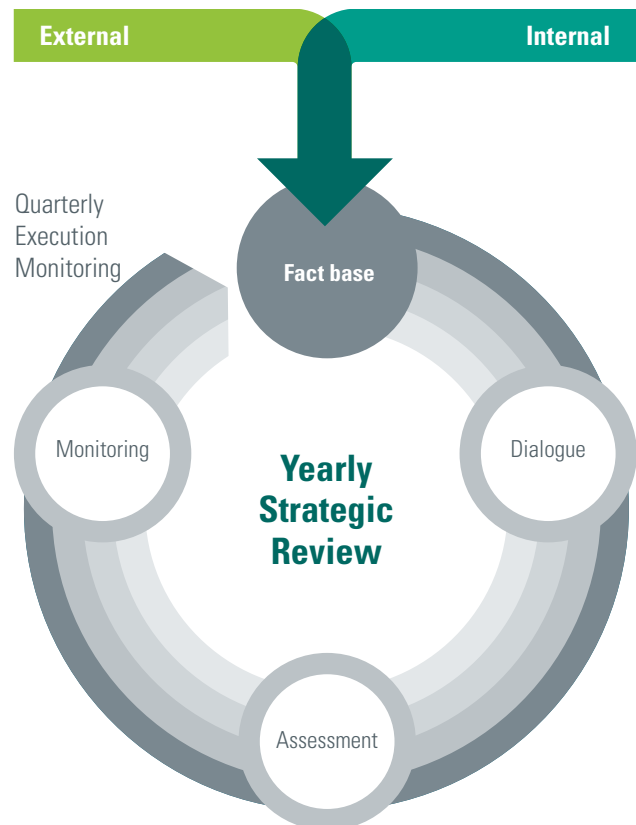 External
Internal
Quarterly
Execution
Monitoring
Fact base
Monitoring
Dialogue
Yearly
Strategic
Review
Assessment